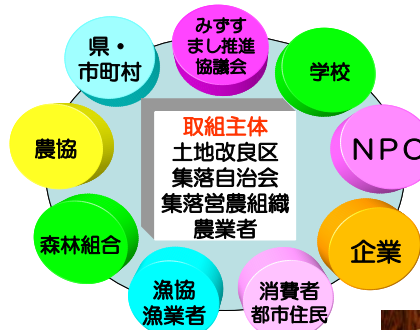 みずす
まし推進
協議会
学校
NPO
企業
消費者
都市住民
漁協
漁業者
森林組合
農協
県・
市町村
取組主体
土地改良区
集落自治会
集落営農組織
農業者